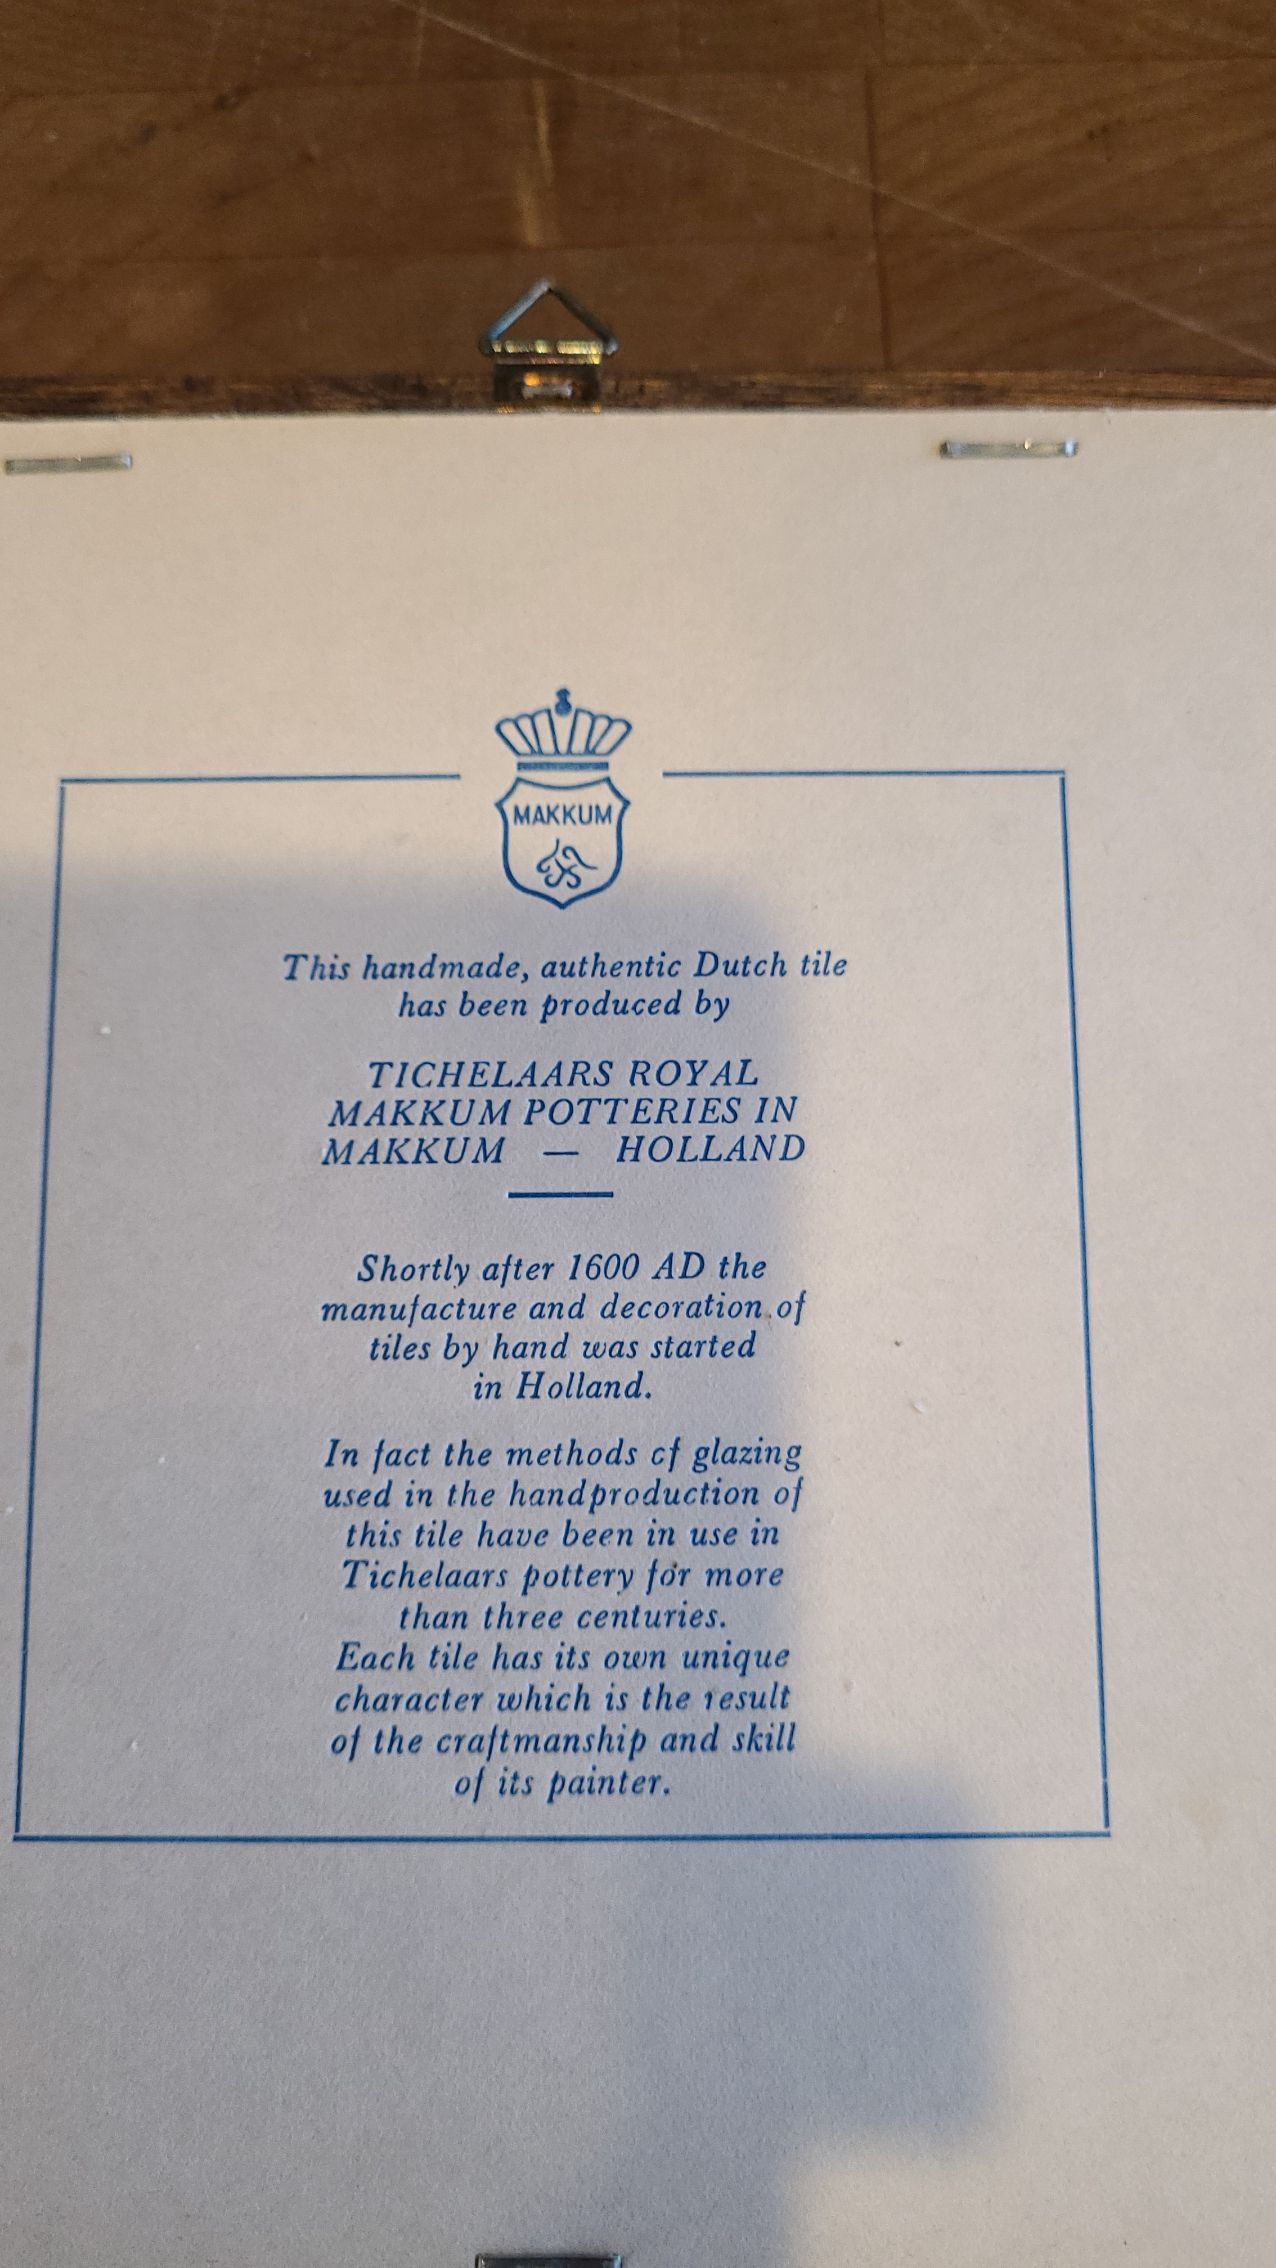 MAKKUM
This handmade, authentic Dutch tile
has been produced by
TICHELAARS ROYAL
MAKKUM POTTERIES IN
MAKKUM — HOLLAND
Shortly after 1600 AD the
manufacture and decoration of
tiles by hand was started
in Holland.
In fact the methods cf glazing
used in the handproduction of
this tile have been in use in
Tichelaars pottery for more
than three centuries.
Each tile has its own unique
character which is the result
of the craftmanship and skill
of its painter.